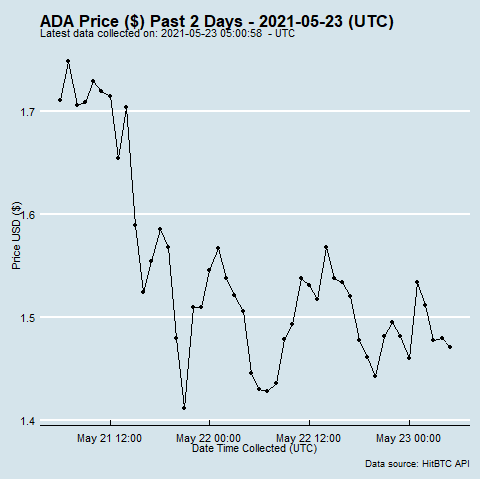 ADA Price ($) Past 2 Days - 2021-05-23 (UTC)
Latest data collected on: 2021-05-23 05:00:58 - UTC
Price USD ($)
1.7
1.6
1.5
1.4
May 21 12:00 May 22 00:00 May 22 12:00 May 23 00:00
Date Time Collected (UTC)
Data source: HitBTC API